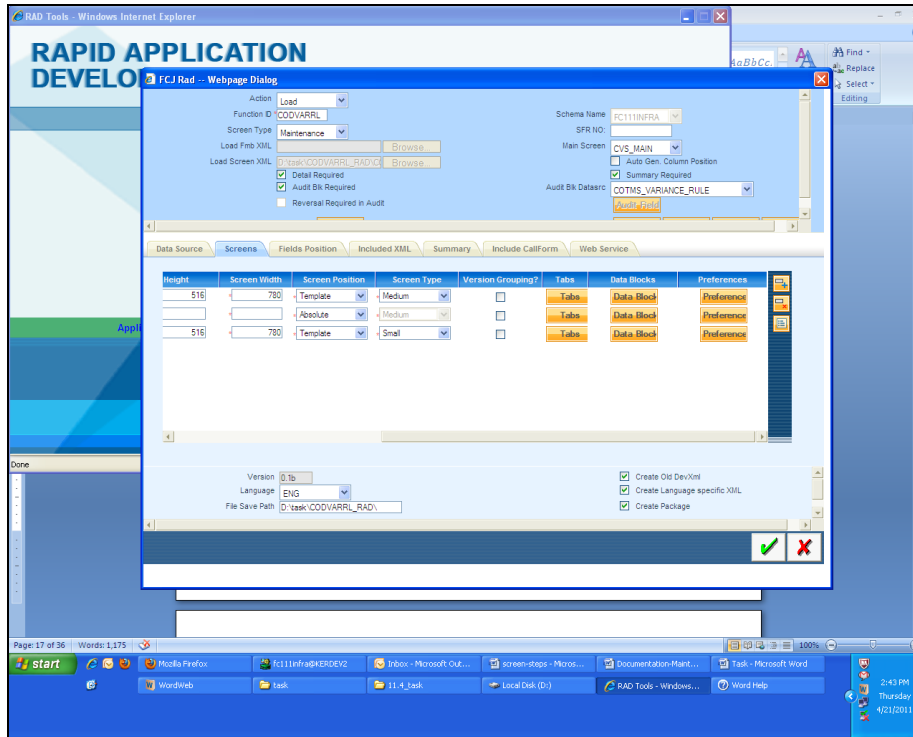 RAD Tools - Windows Internet Explorer
RAPID APPLICATION
DEVELO
AaBbCc.
Find
Replace
Select
Editing
FCJ Rad -- Webpage Dialog
Action Load
Function ID *CODVARRL
Screen Type Maintenance
Load Fmb XML Browse...
Load Screen XML D:\task\CODVARRL_RAD\C Browse...
Detail Required
Audit Blk Required
Reversal Required in Audit
Schema Name FC111INFRA
SFR NO:
Main Screen CVS_MAIN
Auto Gen. Column Position
Summary Required
Audit Blk Datasrc COTMS_VARIANCE_RULE
Audit Field
Data Source Screens Fields Position Included XML Summary Include CallForm Web Service
Height Screen Width Screen Position Screen Type Version Grouping? Tabs Data Blocks Preferences
516 * 780 * Template * Medium Tabs Data Block Preference
* * Absolute * Medium Tabs Data Block Preference
516 * 780 * Template * Small Tabs Data Block Preference
Appli
Done
Version 0.1b
Language ENG
File Save Path D:\task\CODVARRL_RAD\
Create Old DevXml
Create Language specific XML
Create Package
Page: 17 of 36 Words: 1,175 100%
start Mozilla Firefox fc111infra@KERDEV2 Inbox - Microsoft Out... screen-steps - Micros... Documentation-Maint... Task - Microsoft Word
WordWeb task 11.4_task Local Disk (D:) RAD Tools - Windows... Word Help
2:43 PM
Thursday
4/21/2011